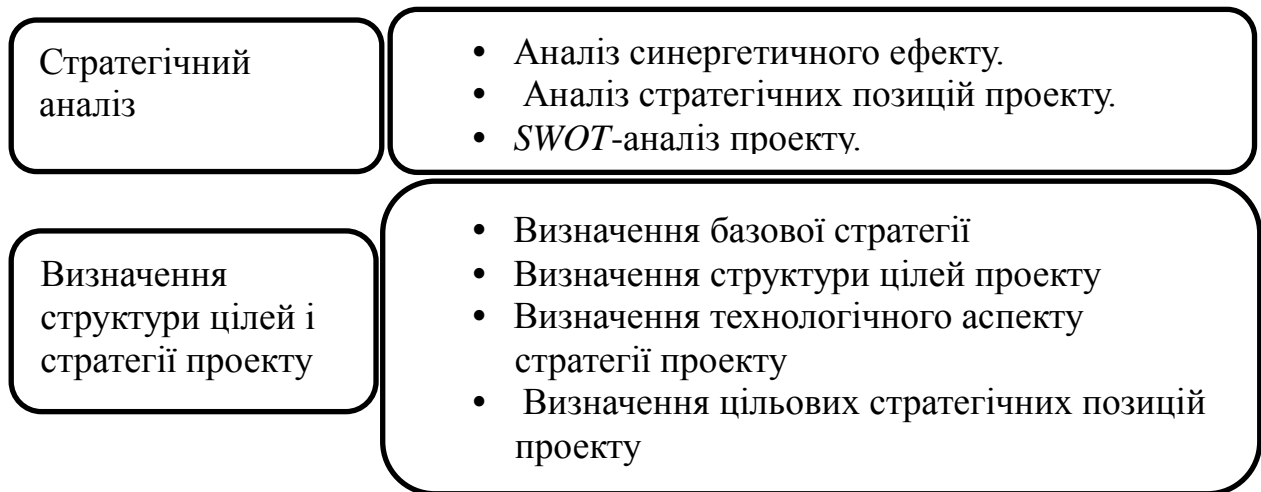 Стратегічний
аналіз
• Аналіз синергетичного ефекту.
• Аналіз стратегічних позицій проекту.
• SWOT-аналіз проекту.
Визначення
структури цілей і
стратегії проекту
• Визначення базової стратегії
• Визначення структури цілей проекту
• Визначення технологічного аспекту
стратегії проекту
• Визначення цільових стратегічних позицій
проекту